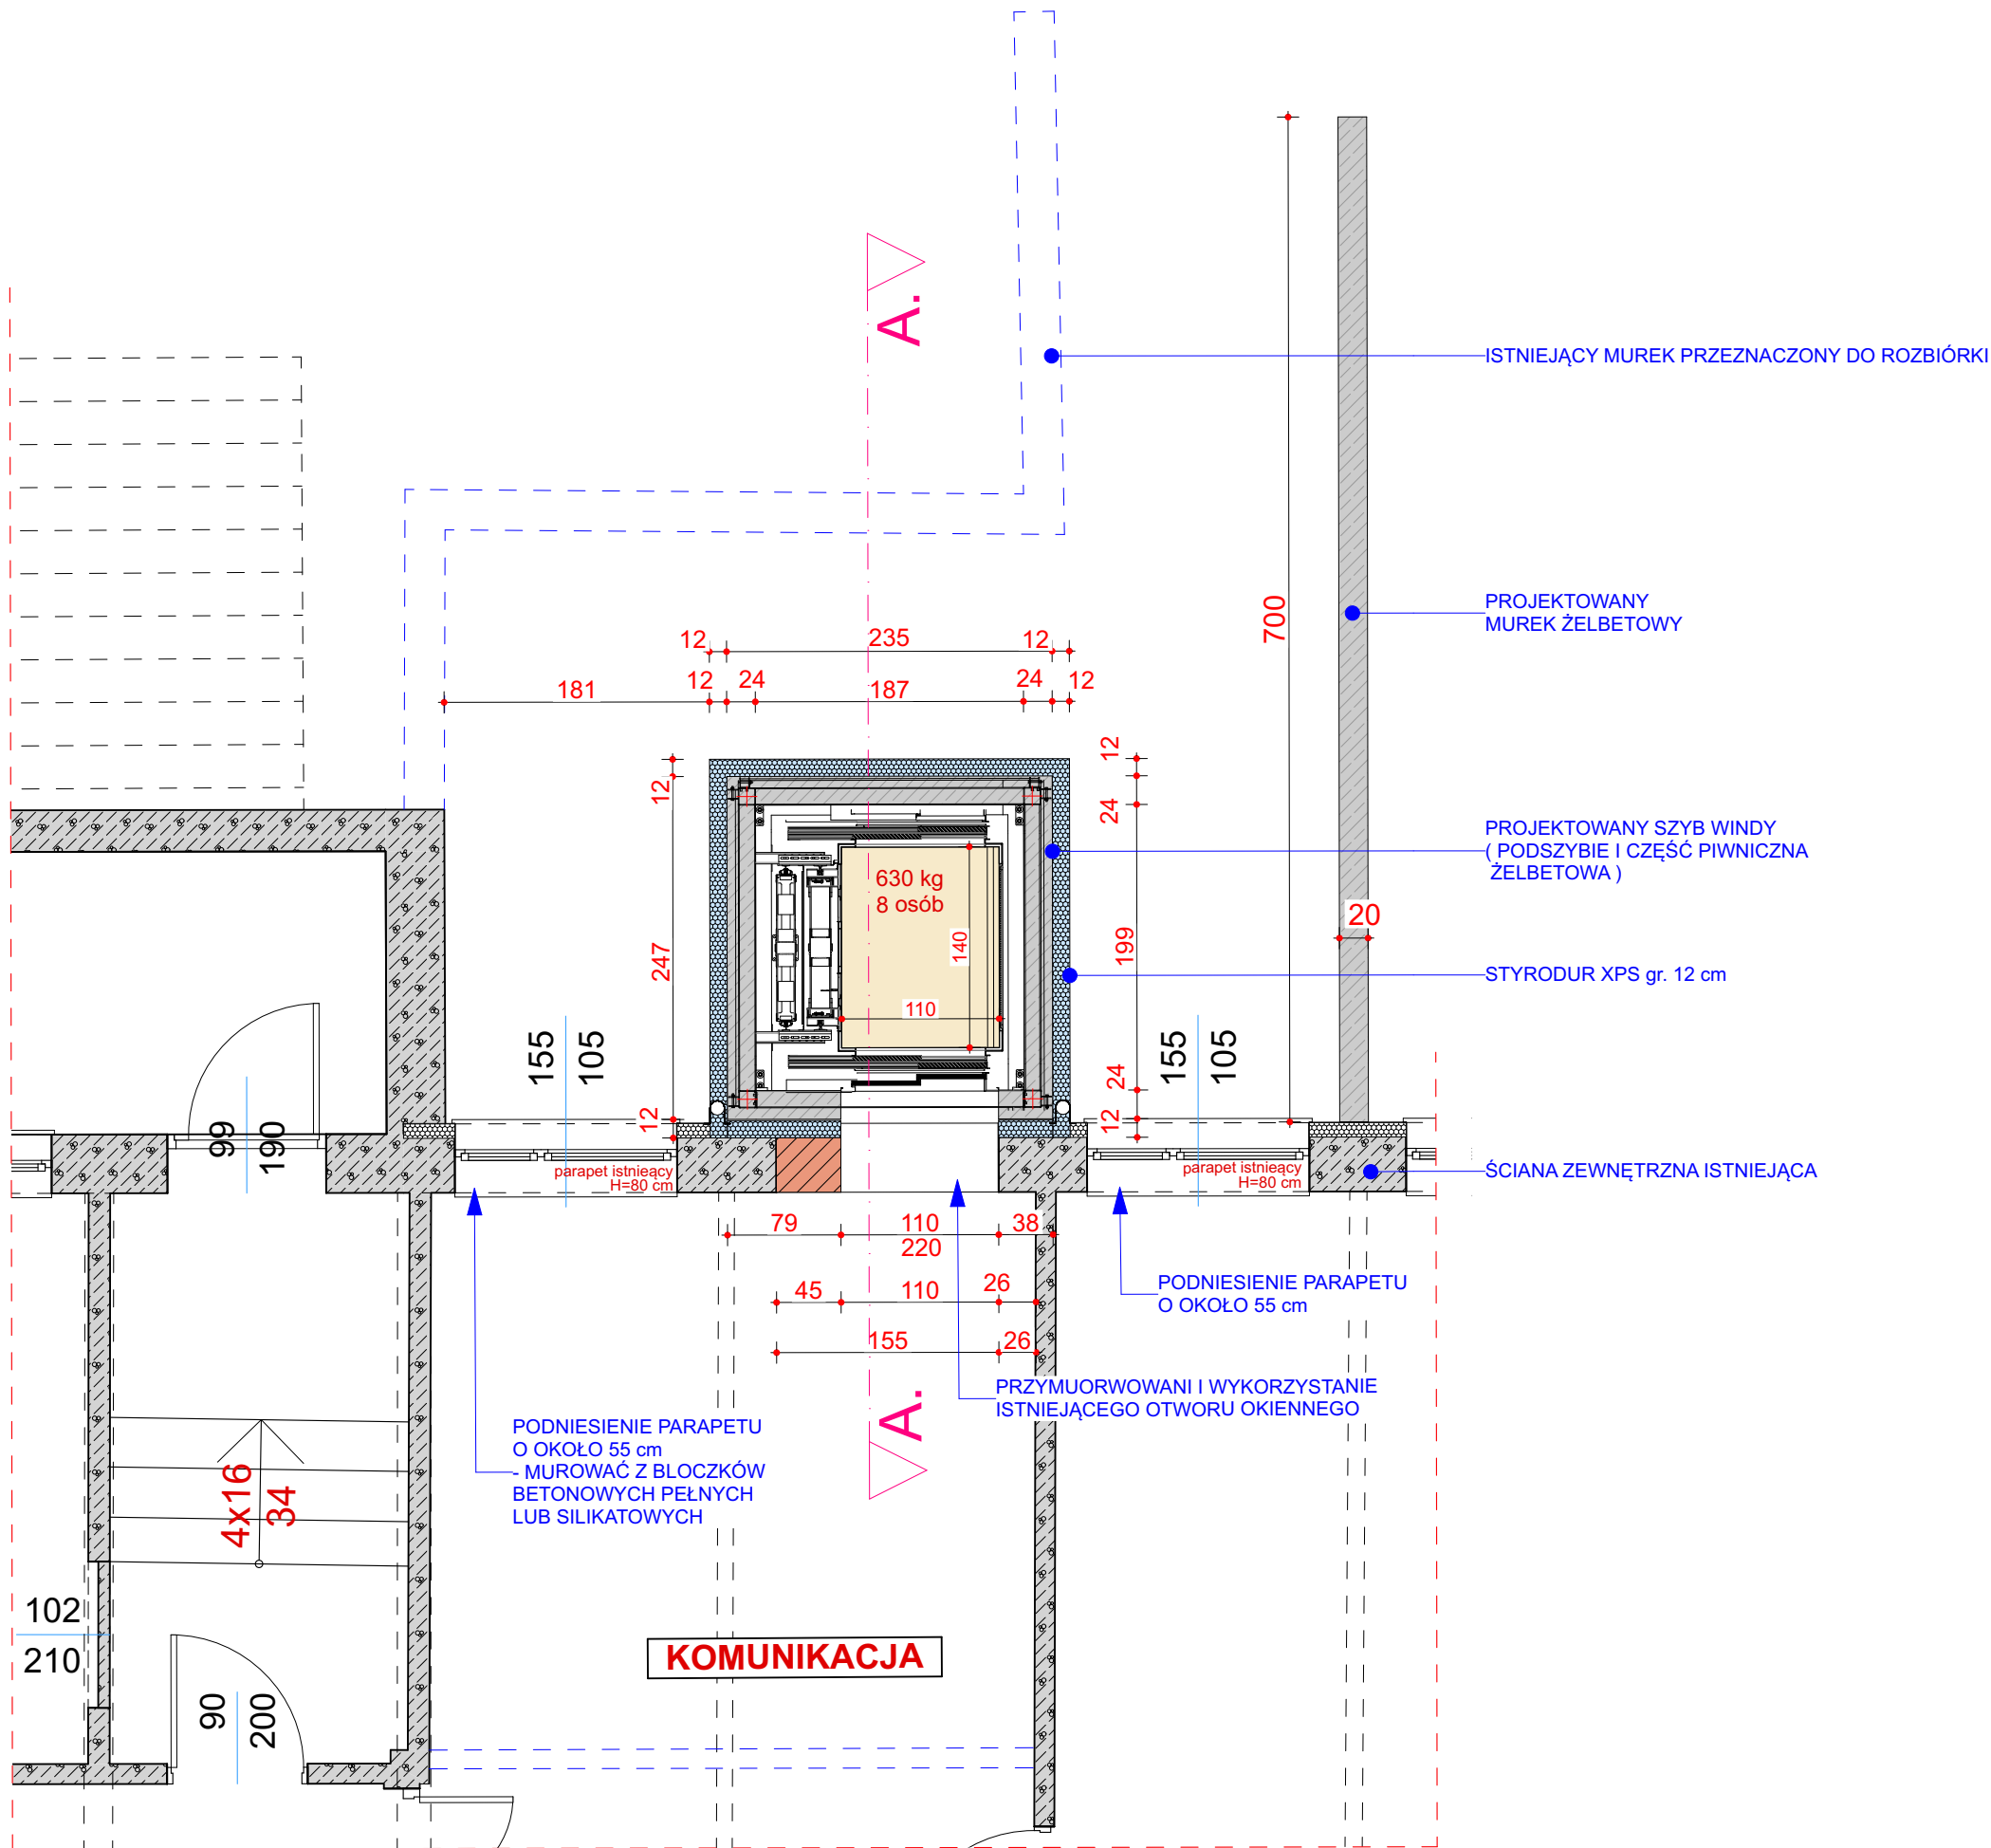 A.
ISTNIEJĄCY MUREK PRZEZNACZONY DO ROZBIÓRKI
700
PROJEKTOWANY
MUREK ŻELBETOWY
12
235
12
181
12
24
187
24
12
12
12
24
PROJEKTOWANY SZYB WINDY
( PODSZYBIE I CZĘŚĆ PIWNICZNA
ŻELBETOWA )
630 kg
8 osób
20
247
140
199
STYRODUR XPS gr. 12 cm
110
155
105
155
105
24
12
12
99
190
parapet istnieący
H=80 cm
parapet istnieący
H=80 cm
ŚCIANA ZEWNĘTRZNA ISTNIEJĄCA
79
110
38
220
45
110
26
PODNIESIENIE PARAPETU
O OKOŁO 55 cm
155
26
PRZYMUORWOWANI I WYKORZYSTANIE
ISTNIEJĄCEGO OTWORU OKIENNEGO
A.
PODNIESIENIE PARAPETU
O OKOŁO 55 cm
- MUROWAĆ Z BLOCZKÓW
BETONOWYCH PEŁNYCH
LUB SILIKATOWYCH
4x16
34
102
210
KOMUNIKACJA
90
200